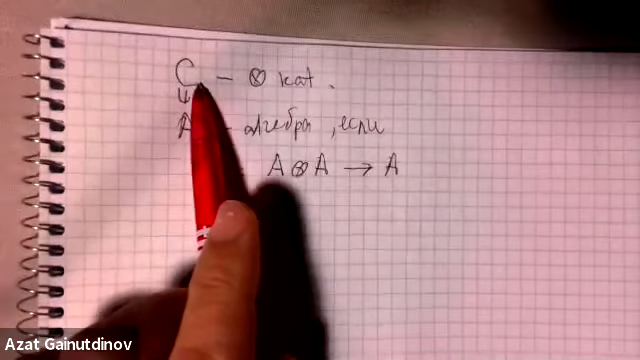 C – ⊗ кат.
Ψ
A – алгебра, если
A ⊗ A → A
Azat Gainutdinov